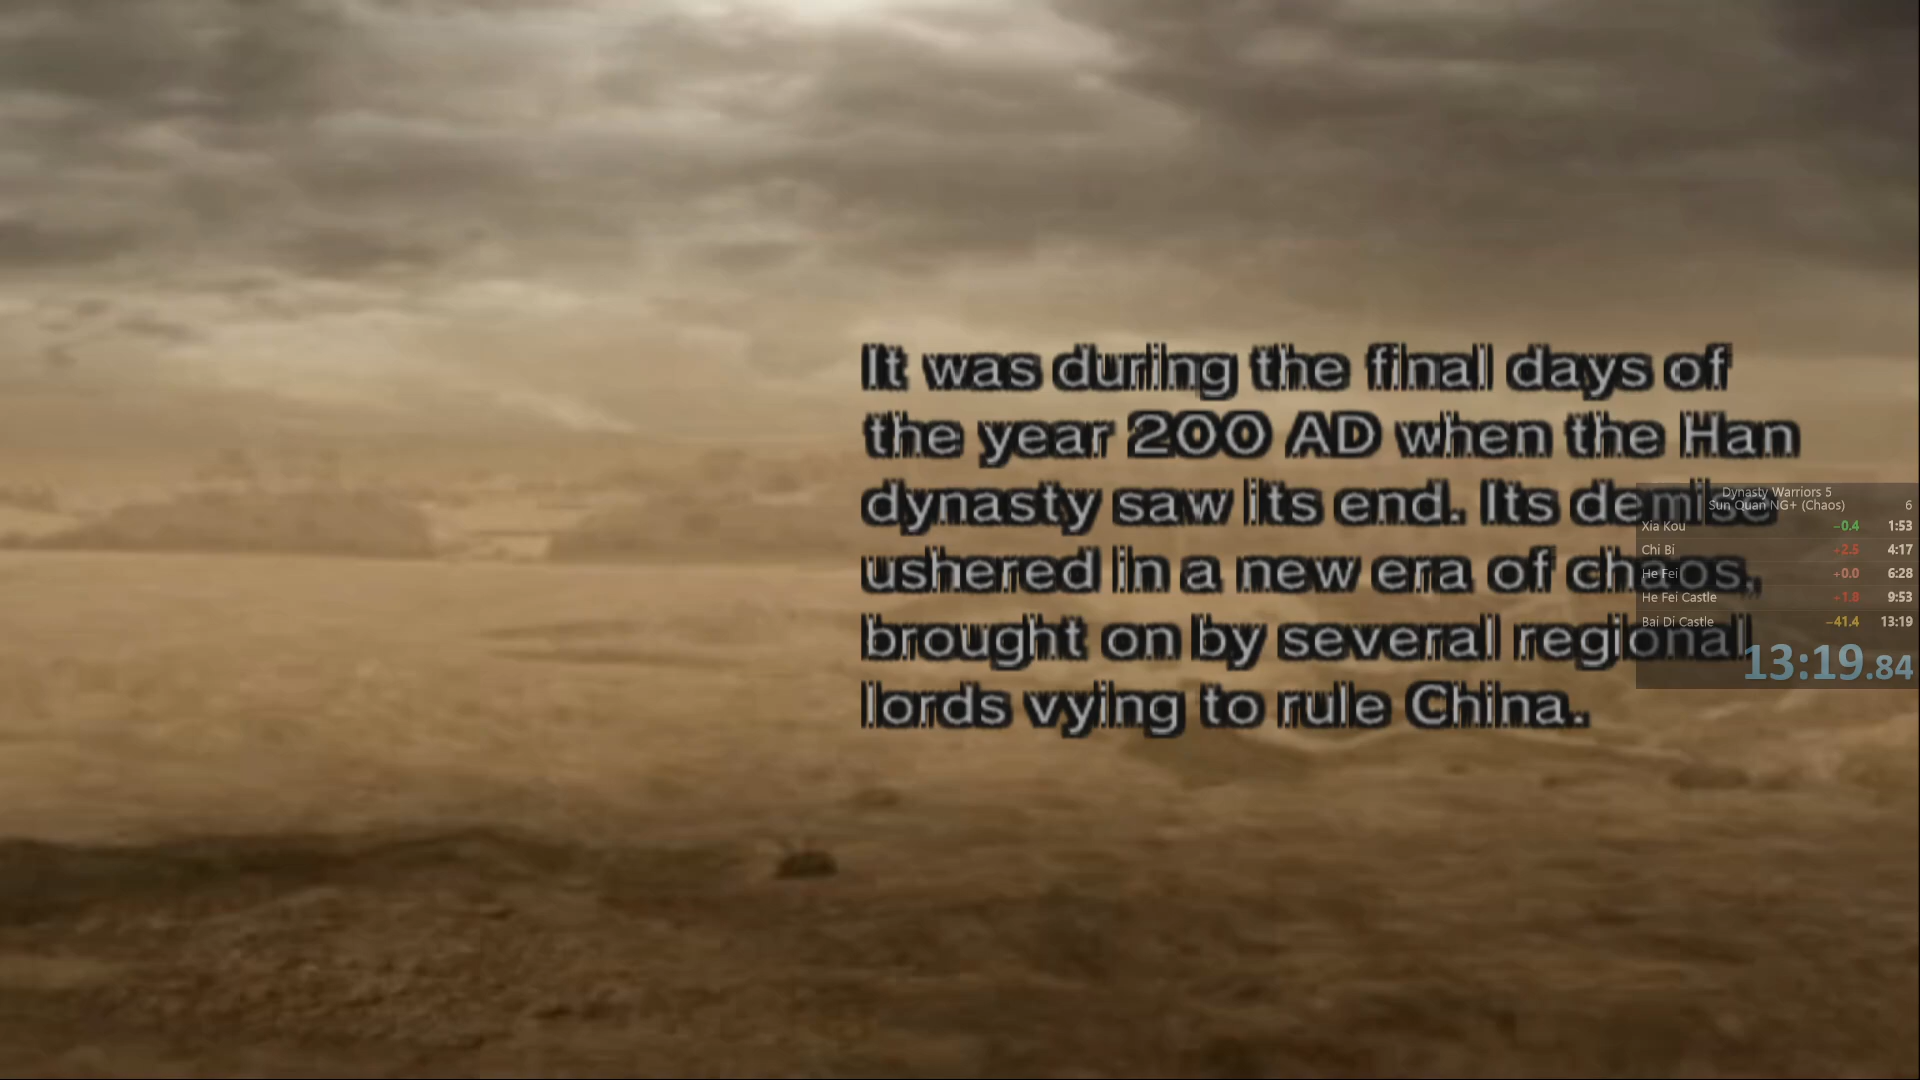 It was during the final days of
the year 200 AD when the Han
dynasty saw its end. Its demise
ushered in a new era of chaos,
brought on by several regional
lords vying to rule China.
Dynasty Warriors 5
Sun Quan NG+ (Chaos) 6
Xia Kou −0.4 1:53
Chi Bi +2.5 4:17
He Fei +0.0 6:28
He Fei Castle +1.8 9:53
Bai Di Castle −41.4 13:19
13:19.84